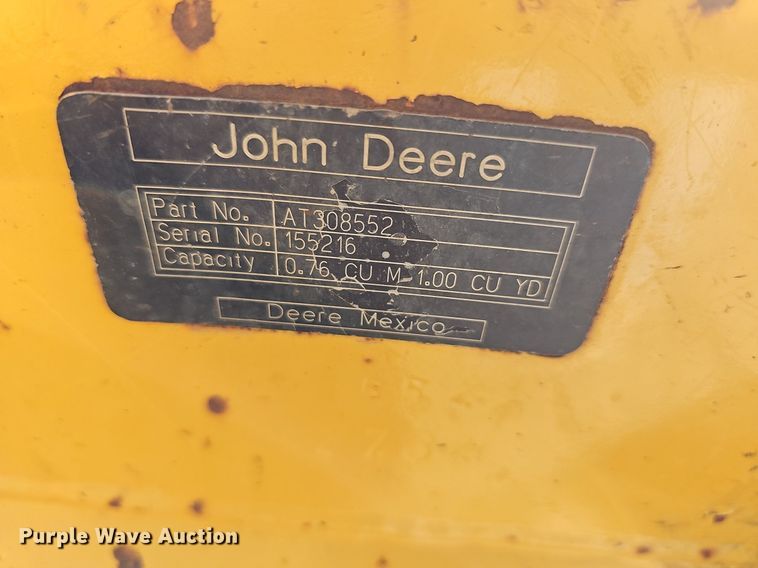 John Deere
Part No. AT308552
Serial No. 155216
Capacity 0.76 CU M 1.00 CU YD
Deere Mexico
Purple Wave Auction